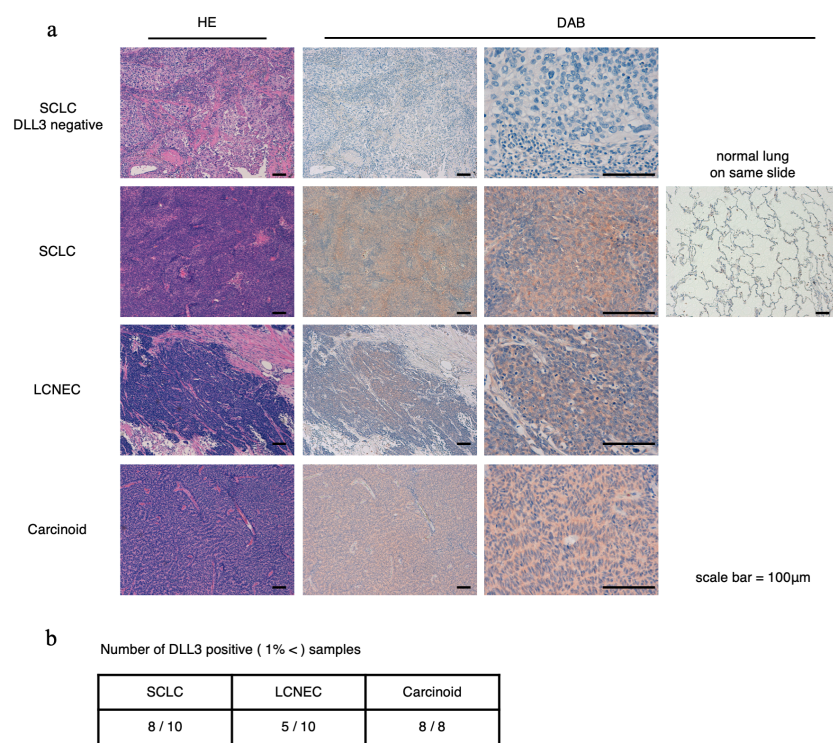 a
HE
DAB
SCLC
DLL3 negative
normal lung
on same slide
SCLC
LCNEC
Carcinoid
scale bar = 100μm
b
Number of DLL3 positive ( 1% < ) samples
SCLC LCNEC Carcinoid
8 / 10 5 / 10 8 / 8